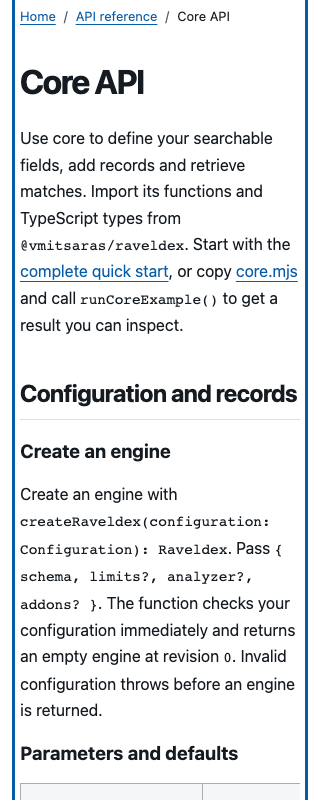 Home / API reference / Core API
Core API
Use core to define your searchable
fields, add records and retrieve
matches. Import its functions and
TypeScript types from
@vmitsaras/raveldex. Start with the
complete quick start, or copy core.mjs
and call runCoreExample() to get a
result you can inspect.
Configuration and records
Create an engine
Create an engine with
createRaveldex(configuration:
Configuration): Raveldex. Pass {
schema, limits?, analyzer?,
addons? }. The function checks your
configuration immediately and returns
an empty engine at revision 0. Invalid
configuration throws before an engine
is returned.
Parameters and defaults